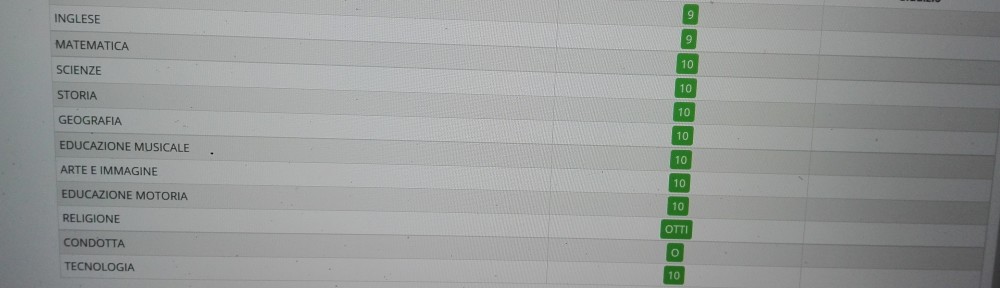 9
INGLESE 9
MATEMATICA 10
SCIENZE 10
STORIA 10
GEOGRAFIA 10
EDUCAZIONE MUSICALE 10
ARTE E IMMAGINE 10
EDUCAZIONE MOTORIA 10
RELIGIONE OTTI
CONDOTTA O
TECNOLOGIA 10